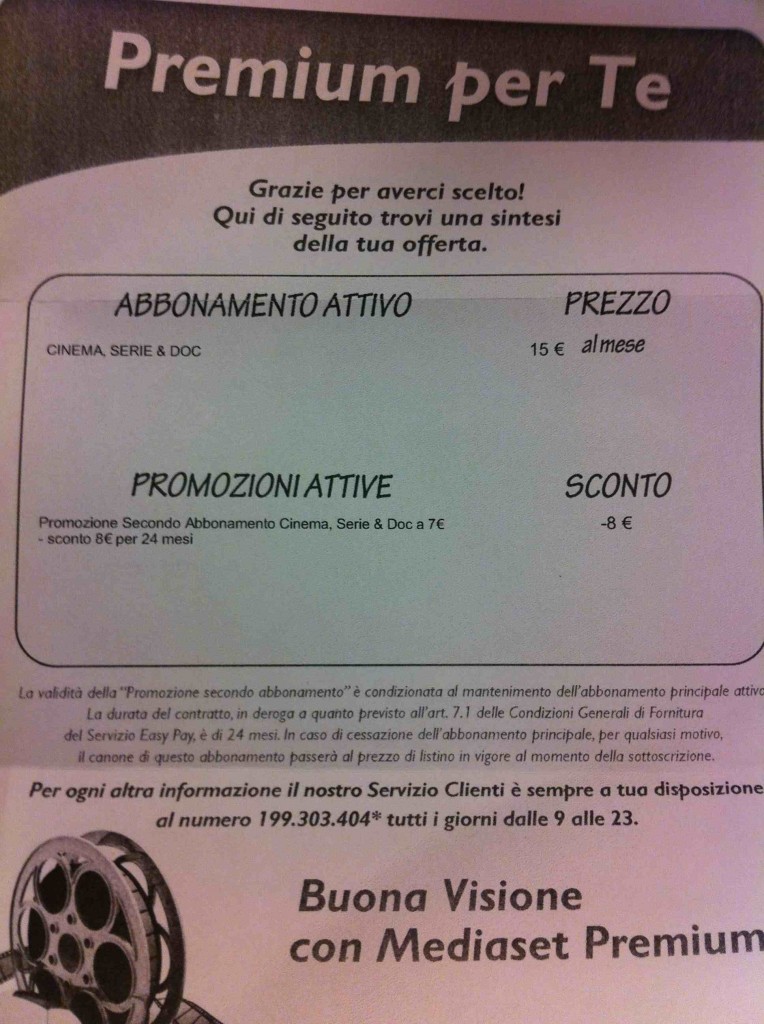 Premium per Te
Grazie per averci scelto!
Qui di seguito trovi una sintesi
della tua offerta.
ABBONAMENTO ATTIVO PREZZO
CINEMA, SERIE & DOC 15 € al mese
PROMOZIONI ATTIVE SCONTO
Promozione Secondo Abbonamento Cinema, Serie & Doc a 7€ -8 €
- sconto 8€ per 24 mesi
La validità della "Promozione secondo abbonamento" è condizionata al mantenimento dell'abbonamento principale attivo
La durata del contratto, in deroga a quanto previsto all'art. 7.1 delle Condizioni Generali di Fornitura
del Servizio Easy Pay, è di 24 mesi. In caso di cessazione dell'abbonamento principale, per qualsiasi motivo,
il canone di questo abbonamento passerà al prezzo di listino in vigore al momento della sottoscrizione.
Per ogni altra informazione il nostro Servizio Clienti è sempre a tua disposizione
al numero 199.303.404* tutti i giorni dalle 9 alle 23.
Buona Visione
con Mediaset Premium